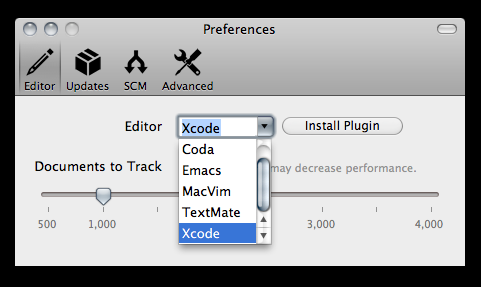 Preferences
Editor Updates SCM Advanced
Editor Xcode Install Plugin
Coda
Documents to Track may decrease performance.
Emacs
MacVim
TextMate
Xcode
500 1,000 3,000 4,000